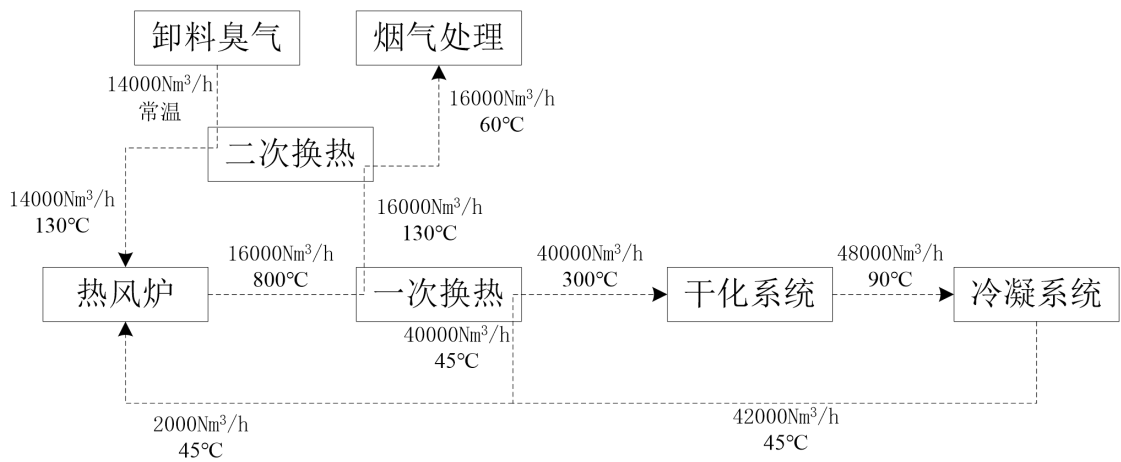 卸料臭气
烟气处理
14000Nm³/h
常温
16000Nm³/h
60℃
二次换热
14000Nm³/h
130℃
16000Nm³/h
130℃
16000Nm³/h
800℃
40000Nm³/h
300℃
48000Nm³/h
90℃
热风炉
一次换热
干化系统
冷凝系统
40000Nm³/h
45℃
2000Nm³/h
45℃
42000Nm³/h
45℃